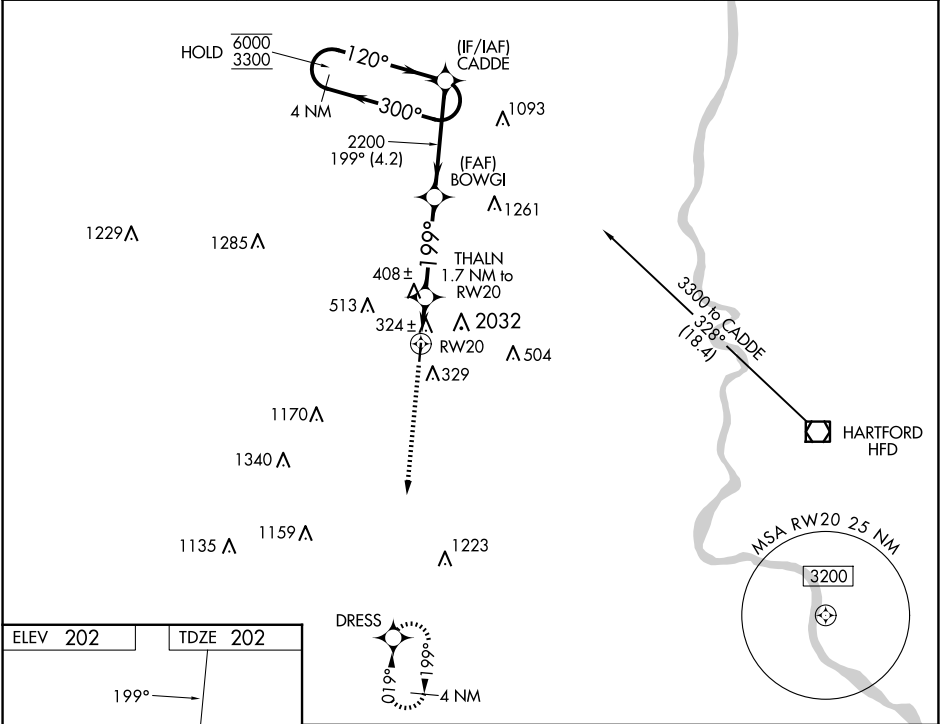 HOLD 6000
3300
120°
(IF/IAF)
CADDE
4 NM
300°
1093
2200
199° (4.2)
(FAF)
BOWGI
1261
1229
1285
199°
THALN
1.7 NM to
RW20
408±
513
324±
2032
RW20
504
329
3300 to CADDE
328°
(18.4)
HARTFORD
HFD
1170
1340
1135
1159
1223
MSA RW20 25 NM
3200
DRESS
019°
199°
4 NM
ELEV 202
TDZE 202
199°